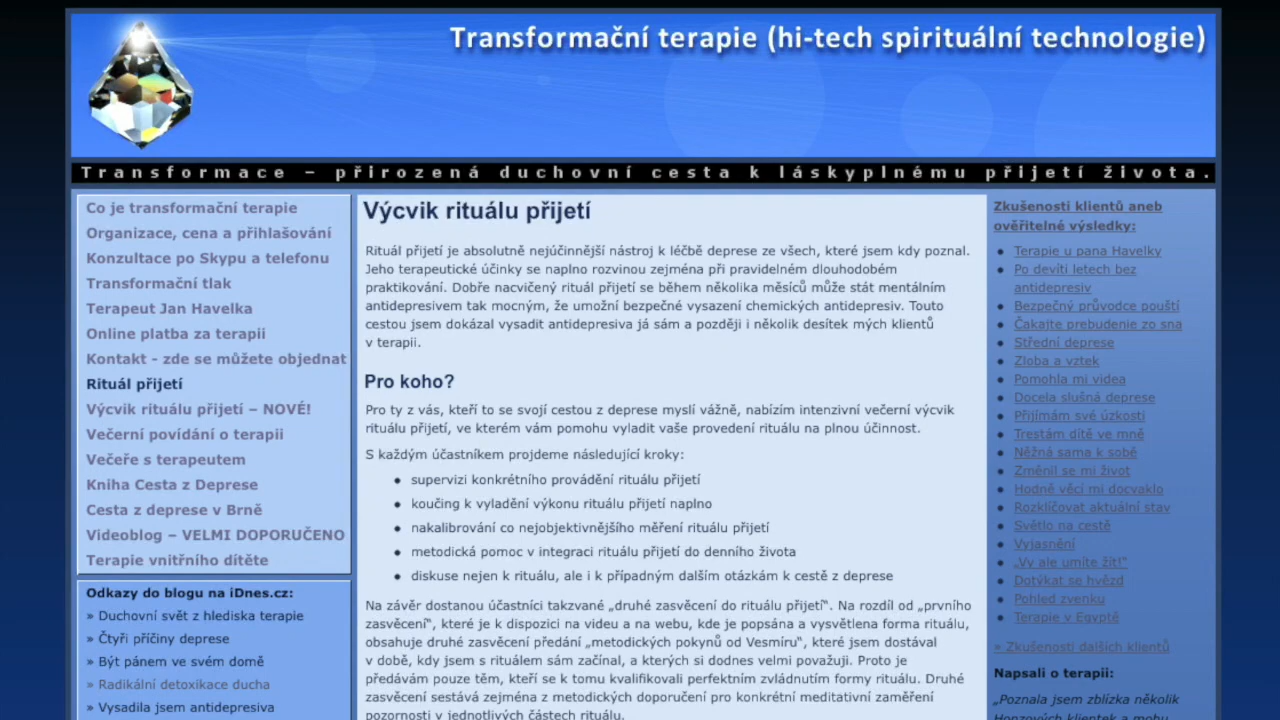 Transformační terapie (hi-tech spirituální technologie)
Transformace – přirozená duchovní cesta k láskyplnému přijetí života.
Co je transformační terapie
Organizace, cena a přihlašování
Konzultace po Skypu a telefonu
Transformační tlak
Terapeut Jan Havelka
Online platba za terapii
Kontakt - zde se můžete objednat
Rituál přijetí
Výcvik rituálu přijetí – NOVÉ!
Večerní povídání o terapii
Večeře s terapeutem
Kniha Cesta z Deprese
Cesta z deprese v Brně
Videoblog – VELMI DOPORUČENO
Terapie vnitřního dítěte
Odkazy do blogu na iDnes.cz:
» Duchovní svět z hlediska terapie
» Čtyři příčiny deprese
» Být pánem ve svém domě
» Radikální detoxikace ducha
» Vysadila jsem antidepresiva
Výcvik rituálu přijetí
Rituál přijetí je absolutně nejúčinnější nástroj k léčbě deprese ze všech, které jsem kdy poznal.
Jeho terapeutické účinky se naplno rozvinou zejména při pravidelném dlouhodobém
praktikování. Dobře nacvičený rituál přijetí se během několika měsíců může stát mentálním
antidepresivem tak mocným, že umožní bezpečné vysazení chemických antidepresiv. Touto
cestou jsem dokázal vysadit antidepresiva já sám a později i několik desítek mých klientů
v terapii.
Pro koho?
Pro ty z vás, kteří to se svojí cestou z deprese myslí vážně, nabízím intenzivní večerní výcvik
rituálu přijetí, ve kterém vám pomohu vyladit vaše provedení rituálu na plnou účinnost.
S každým účastníkem projdeme následující kroky:
• supervizi konkrétního provádění rituálu přijetí
• koučing k vyladění výkonu rituálu přijetí naplno
• nakalibrování co nejobjektivnějšího měření rituálu přijetí
• metodická pomoc v integraci rituálu přijetí do denního života
• diskuse nejen k rituálu, ale i k případným dalším otázkám k cestě z deprese
Na závěr dostanou účastníci takzvané „druhé zasvěcení do rituálu přijetí“. Na rozdíl od „prvního
zasvěcení“, které je k dispozici na videu a na webu, kde je popsána a vysvětlena forma rituálu,
obsahuje druhé zasvěcení předání „metodických pokynů od Vesmíru“, které jsem dostával
v době, kdy jsem s rituálem sám začínal, a kterých si dodnes velmi považuji. Proto je
předávám pouze těm, kteří se k tomu kvalifikovali perfektním zvládnutím formy rituálu. Druhé
zasvěcení sestává zejména z metodických doporučení pro konkrétní meditativní zaměření
pozornosti v jednotlivých částech rituálu.
Zkušenosti klientů aneb
ověřitelné výsledky:
• Terapie u pana Havelky
• Po devíti letech bez
antidepresiv
• Bezpečný průvodce pouští
• Čakajte prebudenie zo sna
• Střední deprese
• Zloba a vztek
• Pomohla mi videa
• Docela slušná deprese
• Přijímám své úzkosti
• Trestám dítě ve mně
• Něžná sama k sobě
• Změnil se mi život
• Hodně věcí mi docvaklo
• Rozklíčovat aktuální stav
• Světlo na cestě
• Vyjasnění
• „Vy ale umíte žít!“
• Dotýkat se hvězd
• Pohled zvenku
• Terapie v Egyptě
» Zkušenosti dalších klientů
Napsali o terapii:
„Poznala jsem zblízka několik
Honzových klientek a mohu